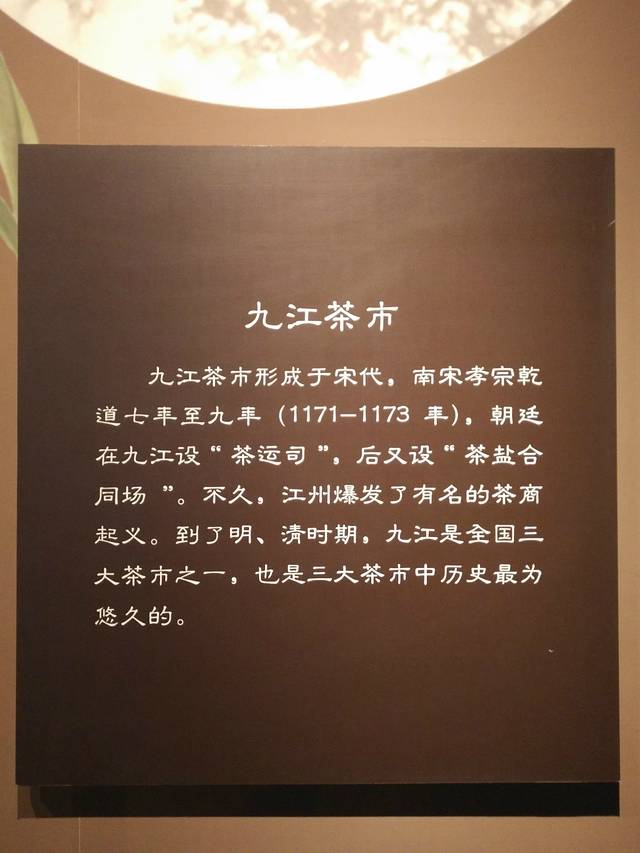 九江茶市
九江茶市形成于宋代，南宋孝宗乾
道七年至九年（1171—1173 年），朝廷
在九江设“茶运司”，后又设“茶盐合
同场 ”。不久，江州爆发了有名的茶商
起义。到了明、清时期，九江是全国三
大茶市之一，也是三大茶市中历史最为
悠久的。